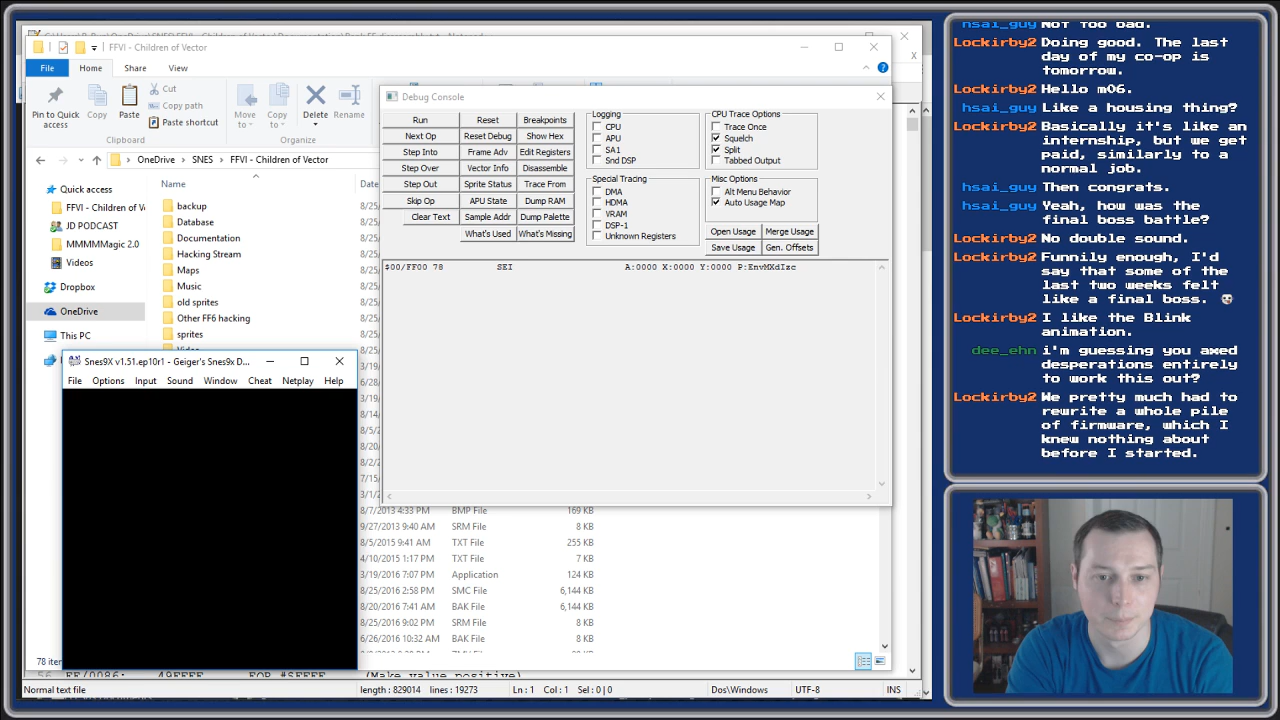 FFVI - Children of Vector
File
Home
Share
View
Pin to Quick access
Copy
Paste
Cut
Copy path
Paste shortcut
Move to
Copy to
Delete
Rename
Clipboard
Organize
OneDrive
SNES
FFVI - Children of Vector
Name
Quick access
FFVI - Children of V
JD PODCAST
MMMMMagic 2.0
Videos
Dropbox
OneDrive
This PC
backup
Database
Documentation
Hacking Stream
Maps
Music
old sprites
Other FF6 hacking
sprites
78 item
Debug Console
Run
Reset
Breakpoints
Next Op
Reset Debug
Show Hex
Step Into
Frame Adv
Edit Registers
Step Over
Vector Info
Disassemble
Step Out
Sprite Status
Trace From
Skip Op
APU State
Dump RAM
Clear Text
Sample Addr
Dump Palette
What's Used
What's Missing
Logging
CPU
APU
SA1
Snd DSP
Special Tracing
DMA
HDMA
VRAM
DSP-1
Unknown Registers
CPU Trace Options
Trace Once
Squelch
Split
Tabbed Output
Misc Options
Alt Menu Behavior
Auto Usage Map
Open Usage
Merge Usage
Save Usage
Gen. Offsets
$00/FF00 78 SEI A:0000 X:0000 Y:0000 P:EnvMXdIzc
8/7/2013 4:33 PM BMP File 169 KB
9/27/2013 9:40 AM SRM File 8 KB
8/5/2015 9:41 AM TXT File 255 KB
4/10/2015 1:17 PM TXT File 7 KB
3/19/2016 7:07 PM Application 124 KB
8/25/2016 2:58 PM SMC File 6,144 KB
8/20/2016 7:41 AM BAK File 6,144 KB
8/25/2016 9:02 PM SRM File 8 KB
6/26/2016 10:32 AM BAK File 8 KB
Snes9X v1.51.ep10r1 - Geiger's Snes9x D...
File Options Input Sound Window Cheat Netplay Help
Normal text file
length : 829014 lines : 19273
Ln : 1 Col : 1 Sel : 0 | 0
Dos\Windows
UTF-8
INS
hsai_guy Not too bad.
Lockirby2 Doing good. The last
day of my co-op is
tomorrow.
Lockirby2 Hello m06.
hsai_guy Like a housing thing?
Lockirby2 Basically it's like an
internship, but we get
paid, similarly to a
normal job.
hsai_guy Then congrats.
hsai_guy Yeah, how was the
final boss battle?
Lockirby2 No double sound.
Lockirby2 Funnily enough, I'd
say that some of the
last two weeks felt
like a final boss.
Lockirby2 I like the Blink
animation.
dee_ehn i'm guessing you axed
desperations entirely
to work this out?
Lockirby2 We pretty much had to
rewrite a whole pile
of firmware, which I
knew nothing about
before I started.